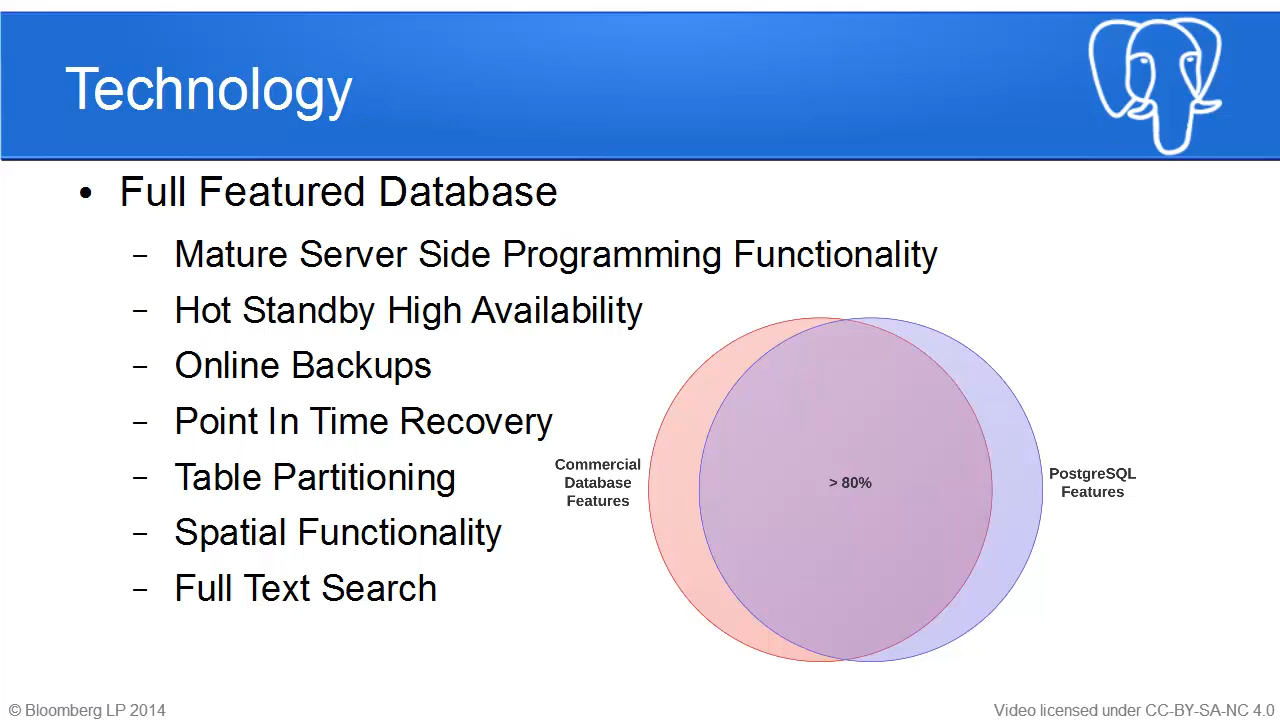 Technology
• Full Featured Database
– Mature Server Side Programming Functionality
– Hot Standby High Availability
– Online Backups
– Point In Time Recovery
– Table Partitioning
– Spatial Functionality
– Full Text Search
Commercial
Database
Features
> 80%
PostgreSQL
Features
© Bloomberg LP 2014
Video licensed under CC-BY-SA-NC 4.0